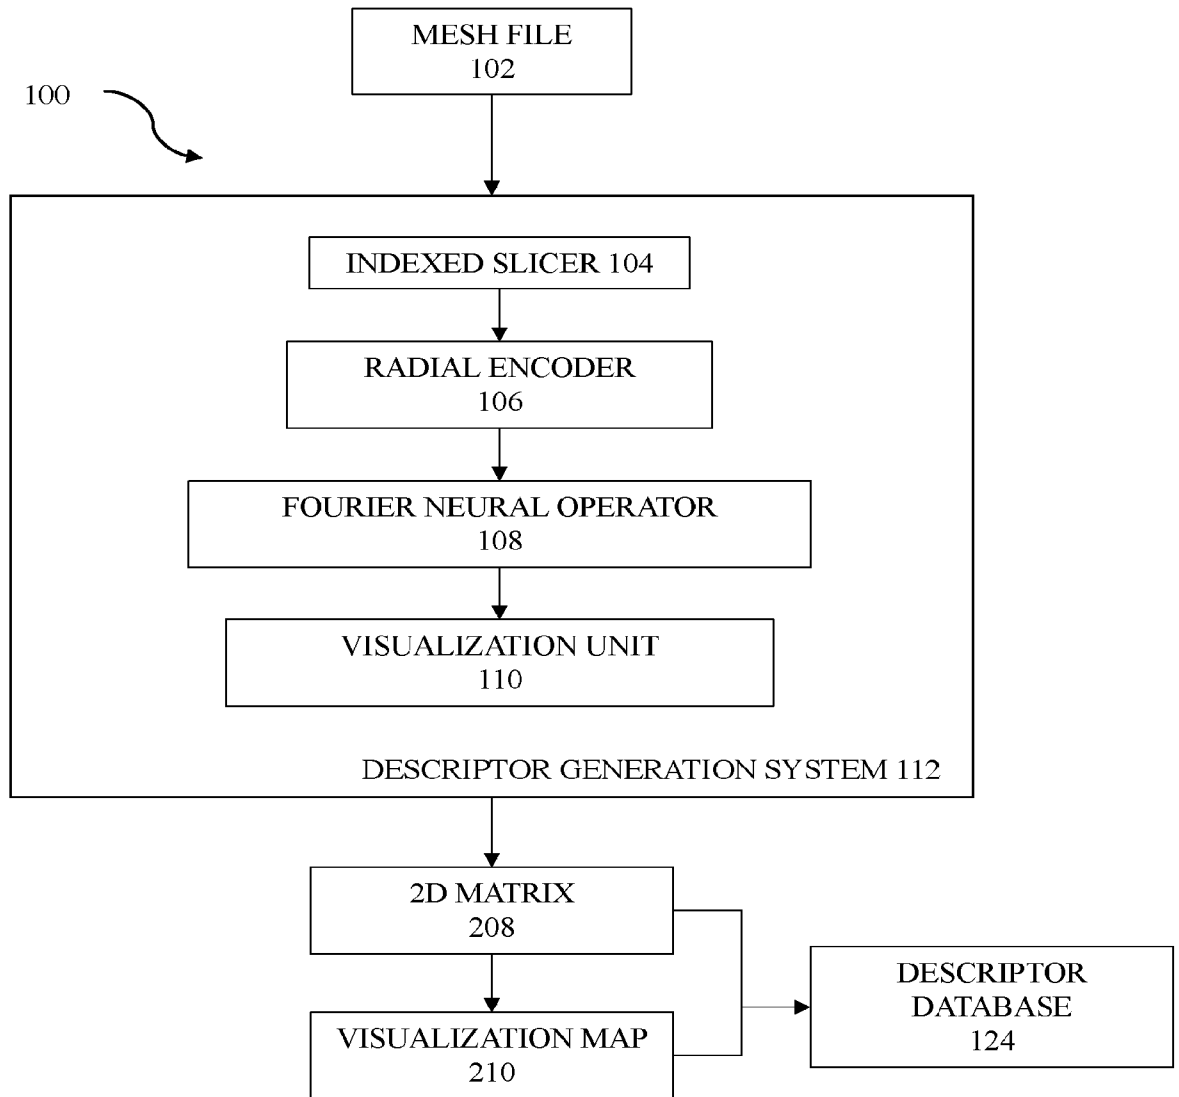 MESH FILE
102
100
INDEXED SLICER 104
RADIAL ENCODER
106
FOURIER NEURAL OPERATOR
108
VISUALIZATION UNIT
110
DESCRIPTOR GENERATION SYSTEM 112
2D MATRIX
208
VISUALIZATION MAP
210
DESCRIPTOR
DATABASE
124